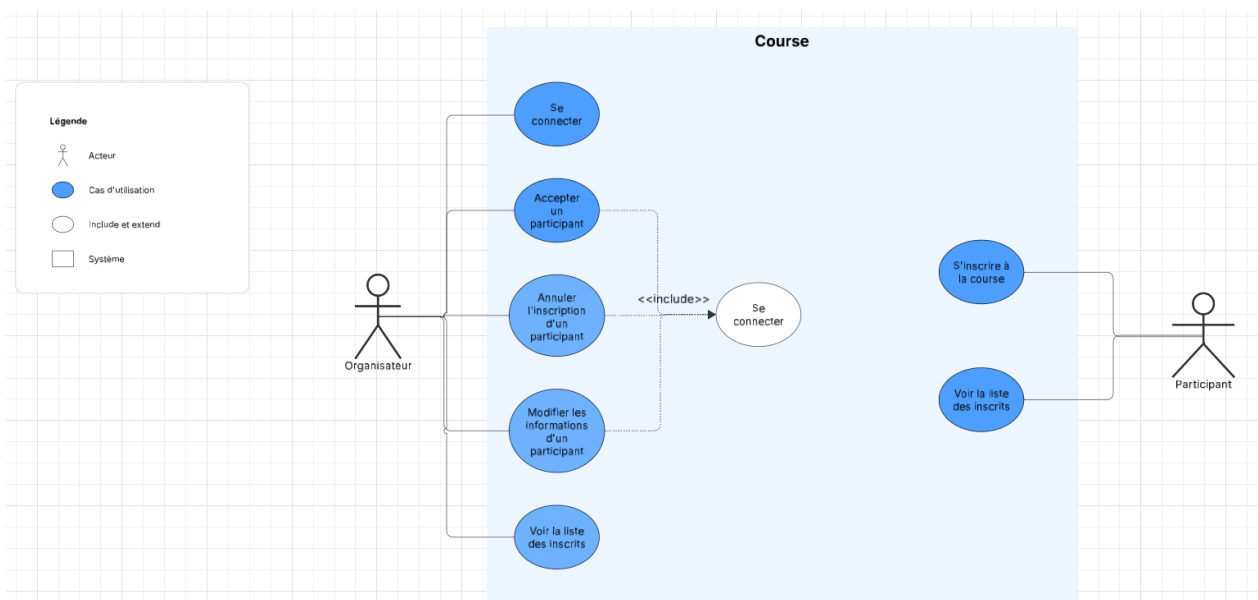 Course
Légende
Acteur
Cas d'utilisation
Include et extend
Système
Se
connecter
Accepter
un
participant
Annuler
l'inscription
d'un
participant
Modifier les
informations
d'un
participant
Voir la liste
des inscrits
Organisateur
<<include>>
Se
connecter
S'inscrire à
la course
Voir la liste
des inscrits
Participant